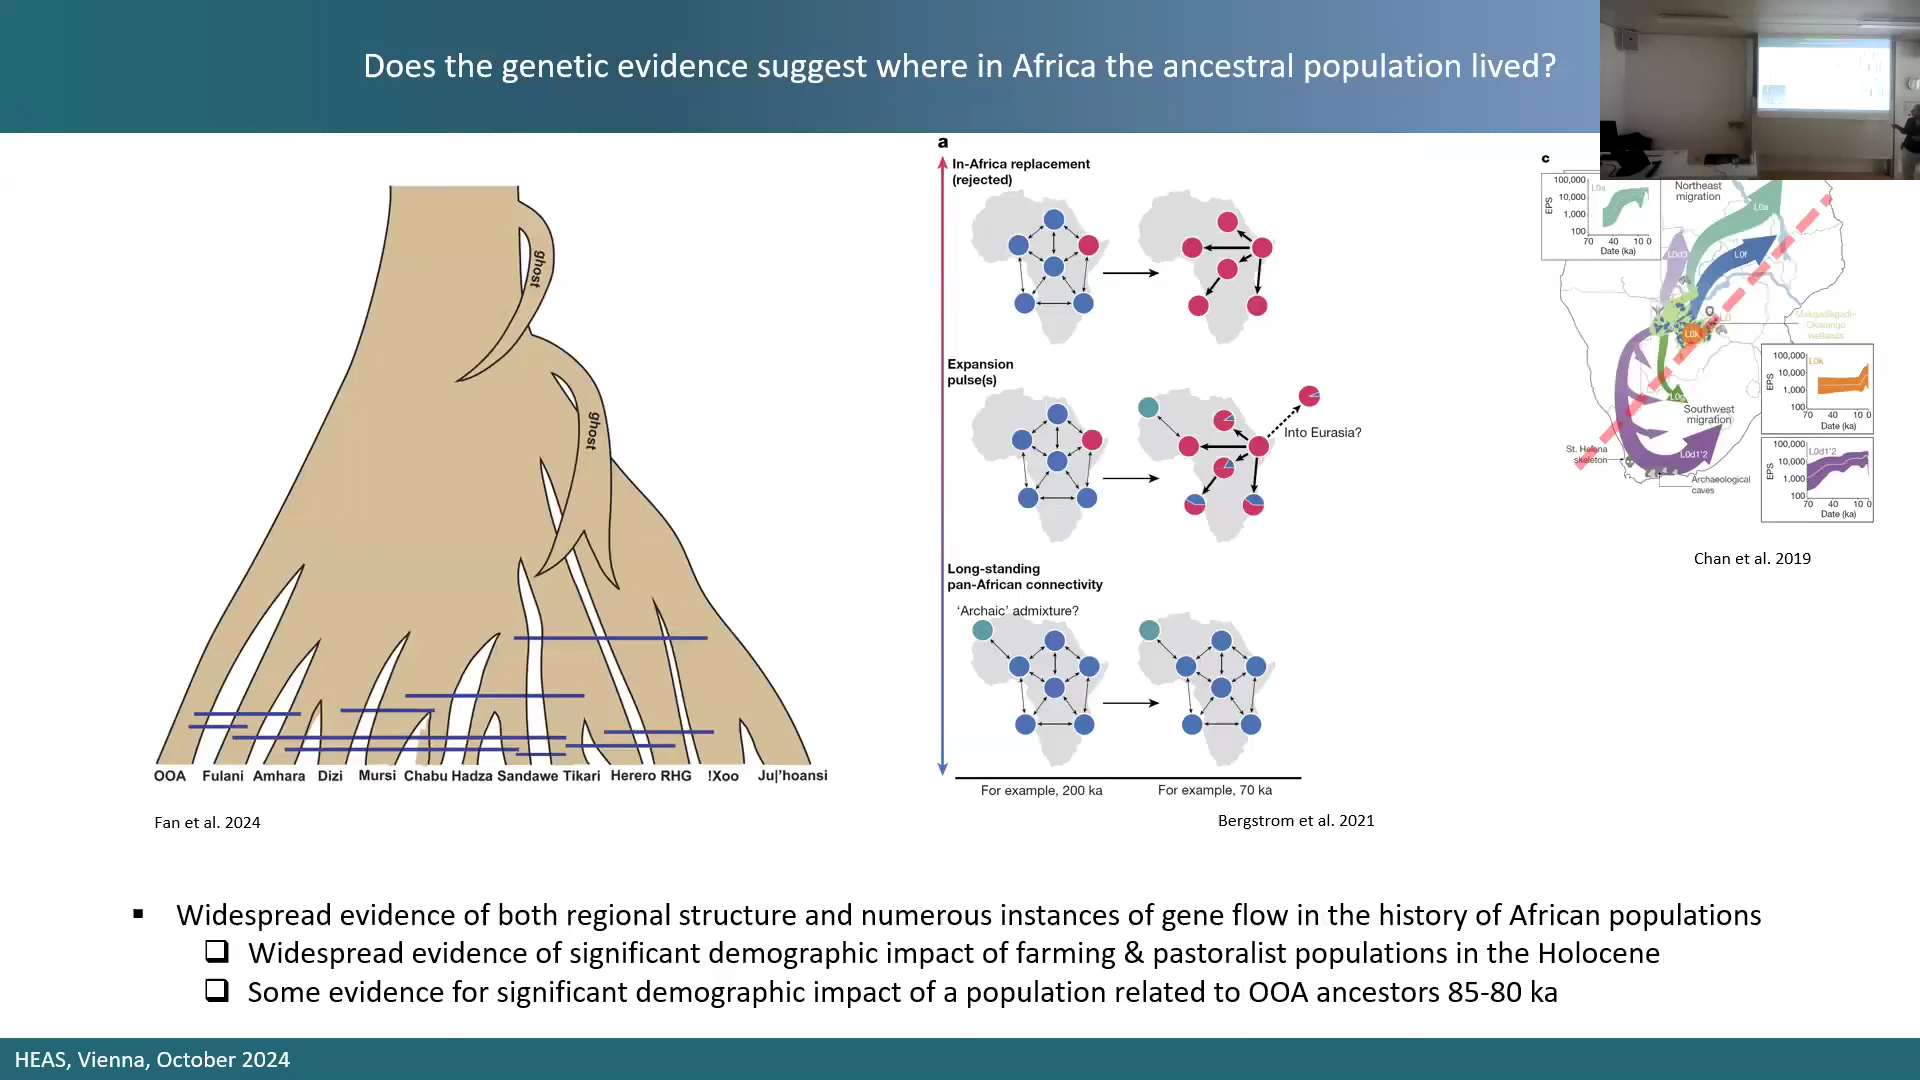 Does the genetic evidence suggest where in Africa the ancestral population lived?
ghost
ghost
OOA Fulani Amhara Dizi Mursi Chabu Hadza Sandawe Tikari Herero RHG !Xoo Ju|'hoansi
Fan et al. 2024
a
In-Africa replacement
(rejected)
Expansion
pulse(s)
Into Eurasia?
Long-standing
pan-African connectivity
'Archaic' admixture?
For example, 200 ka For example, 70 ka
Bergstrom et al. 2021
c
100,000
10,000
1,000
100
EPS
L0a
70 40 10 0
Date (ka)
Northeast
migration
L0a
L0f
L0k
Makgadikgadi–
Okavango
wetlands
100,000
10,000
1,000
100
EPS
L0k
70 40 10 0
Date (ka)
Southwest
migration
L0d1'2
St. Helena
skeleton
Archaeological
caves
100,000
10,000
1,000
100
EPS
L0d1'2
70 40 10 0
Date (ka)
Chan et al. 2019
▪ Widespread evidence of both regional structure and numerous instances of gene flow in the history of African populations
❑ Widespread evidence of significant demographic impact of farming & pastoralist populations in the Holocene
❑ Some evidence for significant demographic impact of a population related to OOA ancestors 85-80 ka
HEAS, Vienna, October 2024